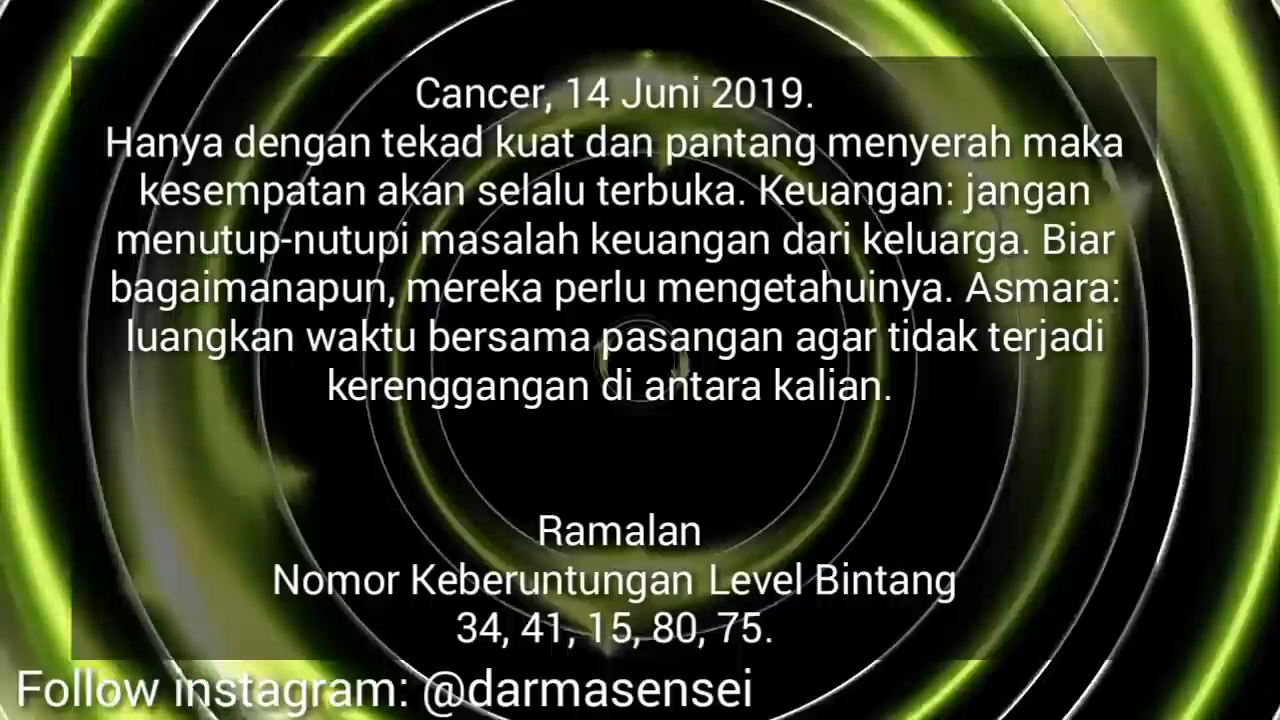 Cancer, 14 Juni 2019.
Hanya dengan tekad kuat dan pantang menyerah maka
kesempatan akan selalu terbuka. Keuangan: jangan
menutup-nutupi masalah keuangan dari keluarga. Biar
bagaimanapun, mereka perlu mengetahuinya. Asmara:
luangkan waktu bersama pasangan agar tidak terjadi
kerenggangan di antara kalian.
Ramalan
Nomor Keberuntungan Level Bintang
34, 41, 15, 80, 75.
Follow instagram: @darmasensei